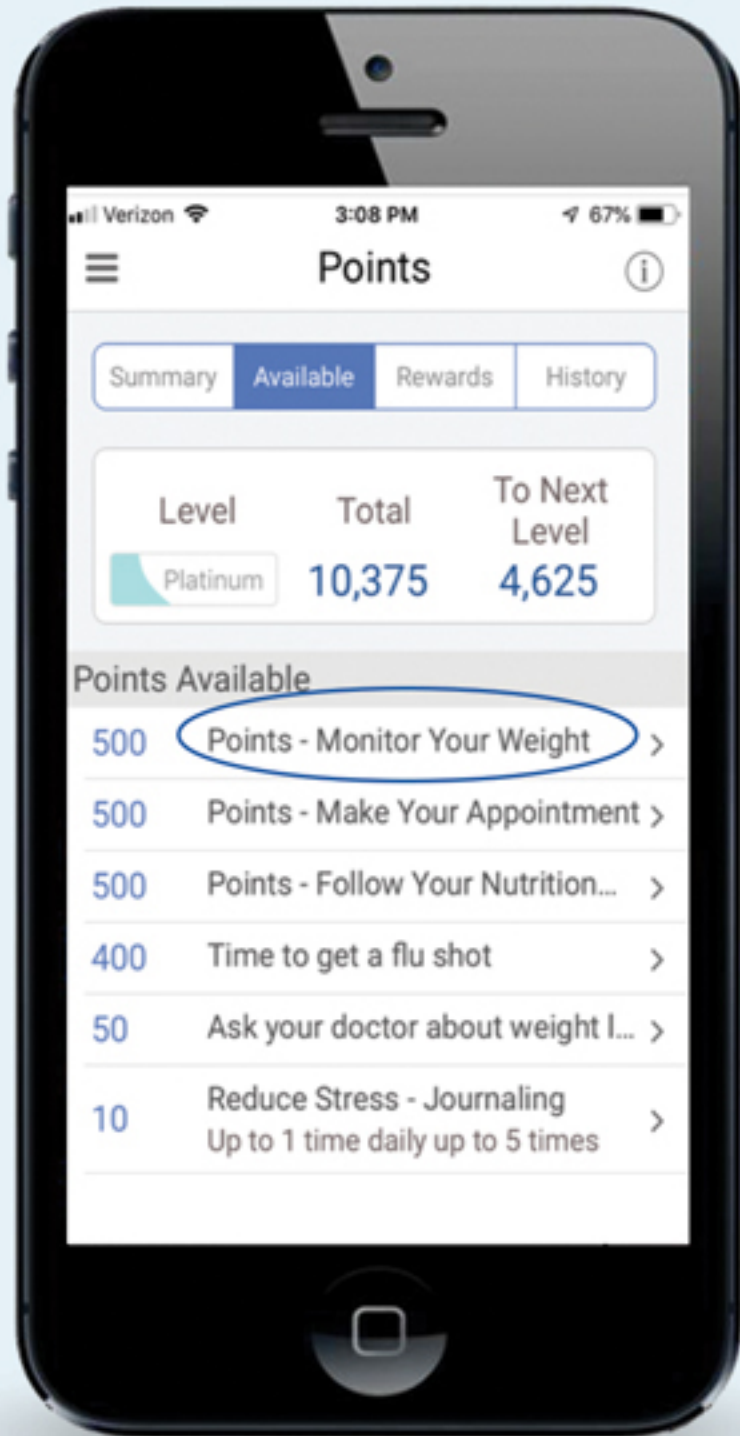 Verizon 3:08 PM 67%
Points
Summary Available Rewards History
Level Total To Next Level
Platinum 10,375 4,625
Points Available
500 Points - Monitor Your Weight
500 Points - Make Your Appointment
500 Points - Follow Your Nutrition...
400 Time to get a flu shot
50 Ask your doctor about weight l...
10 Reduce Stress - Journaling
Up to 1 time daily up to 5 times